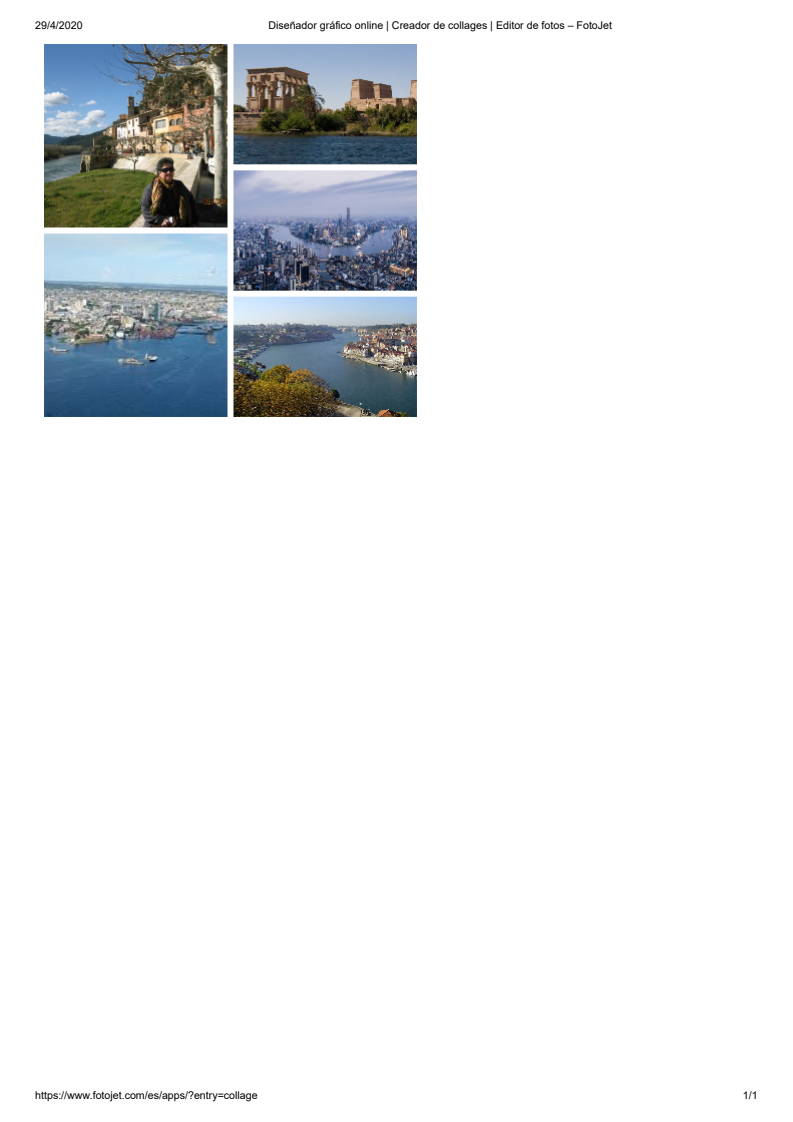 29/4/2020
Diseñador gráfico online | Creador de collages | Editor de fotos – FotoJet
https://www.fotojet.com/es/apps/?entry=collage
1/1